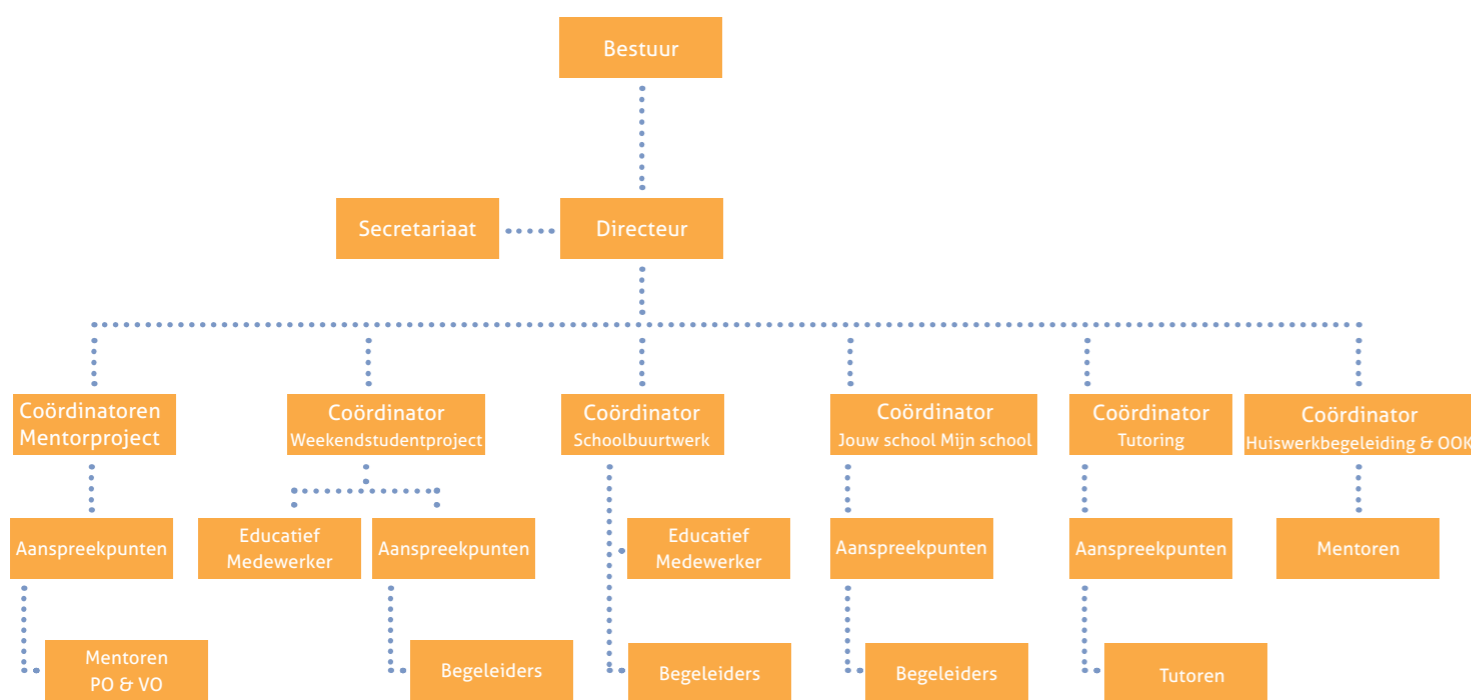 Bestuur
Secretariaat
Directeur
Coördinatoren
Mentorproject
Coördinator
Weekendstudentproject
Coördinator
Schoolbuurtwerk
Coördinator
Jouw school Mijn school
Coördinator
Tutoring
Coördinator
Huiswerkbegeleiding & OOK
Aanspreekpunten
Educatief
Medewerker
Aanspreekpunten
Educatief
Medewerker
Aanspreekpunten
Aanspreekpunten
Mentoren
Mentoren
PO & VO
Begeleiders
Begeleiders
Begeleiders
Tutoren